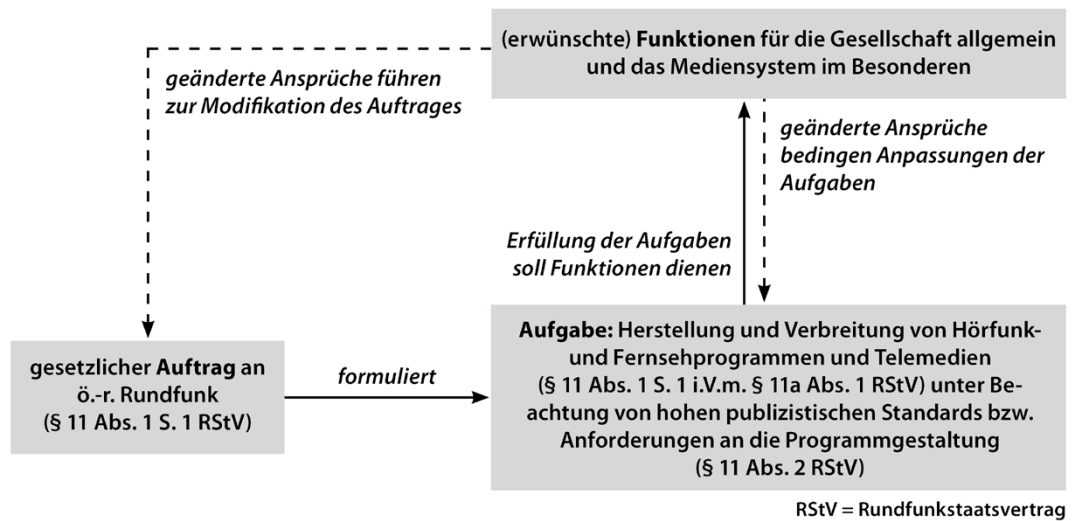 (erwünschte) Funktionen für die Gesellschaft allgemein
und das Mediensystem im Besonderen
geänderte Ansprüche führen
zur Modifikation des Auftrages
geänderte Ansprüche
bedingen Anpassungen der
Aufgaben
Erfüllung der Aufgaben
soll Funktionen dienen
gesetzlicher Auftrag an
ö.-r. Rundfunk
(§ 11 Abs. 1 S. 1 RStV)
formuliert
Aufgabe: Herstellung und Verbreitung von Hörfunk-
und Fernsehprogrammen und Telemedien
(§ 11 Abs. 1 S. 1 i.V.m. § 11a Abs. 1 RStV) unter Be-
achtung von hohen publizistischen Standards bzw.
Anforderungen an die Programmgestaltung
(§ 11 Abs. 2 RStV)
RStV = Rundfunkstaatsvertrag